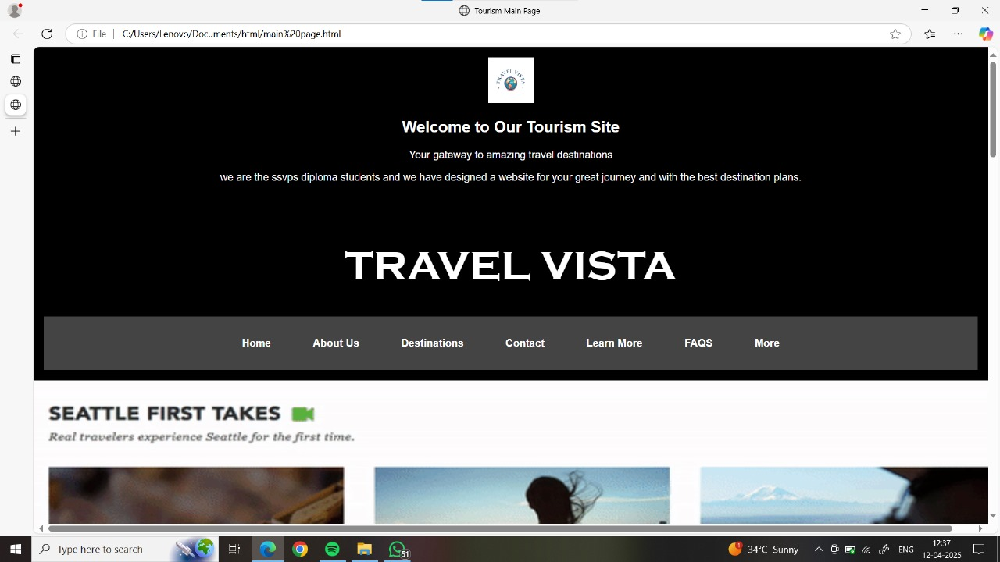 Tourism Main Page
File
C:/Users/Lenovo/Documents/html/main%20page.html
TRAVEL VISTA
Welcome to Our Tourism Site
Your gateway to amazing travel destinations
we are the ssvps diploma students and we have designed a website for your great journey and with the best destination plans.
TRAVEL VISTA
Home About Us Destinations Contact Learn More FAQS More
SEATTLE FIRST TAKES
Real travelers experience Seattle for the first time.
Type here to search
51
1
34°C Sunny
ENG
12:37
12-04-2025